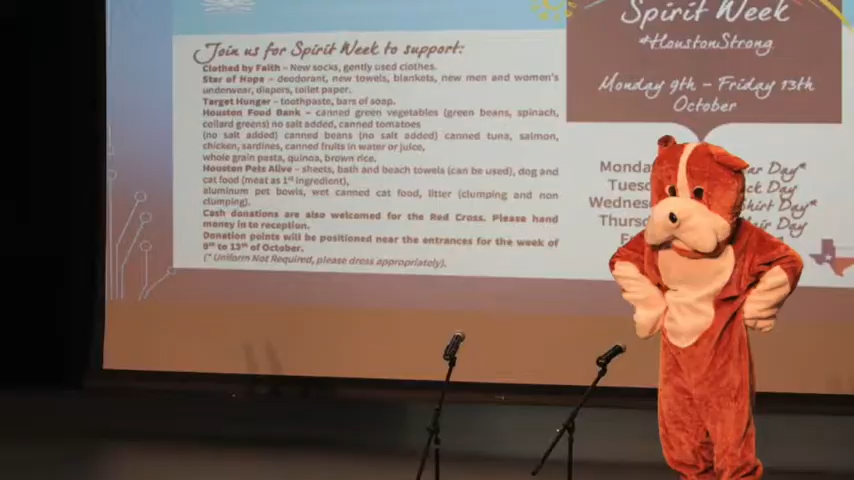 Join us for Spirit Week to support:
Clothed by Faith – New socks, gently used clothes.
Star of Hope – deodorant, new towels, blankets, new men and women's
underwear, diapers, toilet paper.
Target Hunger – toothpaste, bars of soap.
Houston Food Bank – canned green vegetables (green beans, spinach,
collard greens) no salt added, canned tomatoes
(no salt added) canned beans (no salt added) canned tuna, salmon,
chicken, sardines, canned fruits in water or juice,
whole grain pasta, quinoa, brown rice.
Houston Pets Alive – sheets, bath and beach towels (can be used), dog and
cat food (meat as 1st ingredient),
aluminum pet bowls, wet canned cat food, litter (clumping and non
clumping).
Cash donations are also welcomed for the Red Cross. Please hand
money in to reception.
Donation points will be positioned near the entrances for the week of
9th to 13th of October.
(* Uniform Not Required, please dress appropriately).
Spirit Week
#HoustonStrong
Monday 9th – Friday 13th
October
Day*
Day
Day*
Hair Day